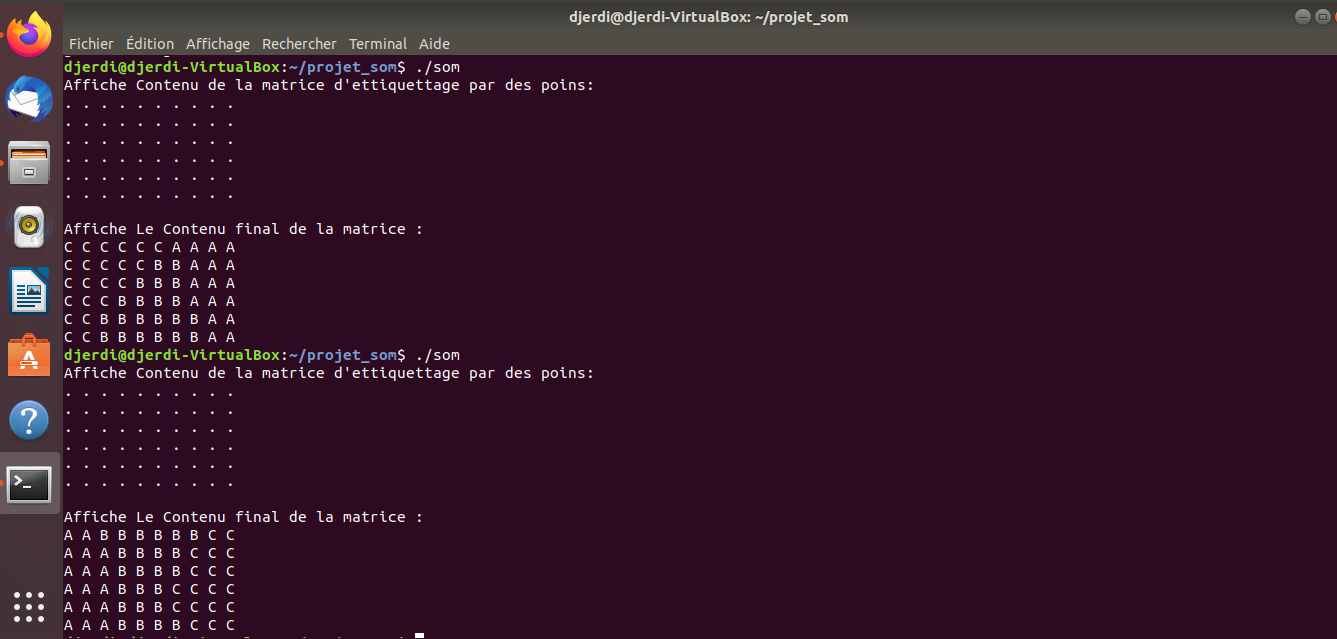 djerdi@djerdi-VirtualBox: ~/projet_som
Fichier Édition Affichage Rechercher Terminal Aide
djerdi@djerdi-VirtualBox:~/projet_som$ ./som
Affiche Contenu de la matrice d'ettiquettage par des poins:
. . . . . . . . . .
. . . . . . . . . .
. . . . . . . . . .
. . . . . . . . . .
. . . . . . . . . .
. . . . . . . . . .
Affiche Le Contenu final de la matrice :
C C C C C C A A A A
C C C C C B B A A A
C C C C B B B A A A
C C C B B B B A A A
C C B B B B B B A A
C C B B B B B B A A
djerdi@djerdi-VirtualBox:~/projet_som$ ./som
Affiche Contenu de la matrice d'ettiquettage par des poins:
. . . . . . . . . .
. . . . . . . . . .
. . . . . . . . . .
. . . . . . . . . .
. . . . . . . . . .
. . . . . . . . . .
Affiche Le Contenu final de la matrice :
A A B B B B B B C C
A A A B B B B C C C
A A A B B B B C C C
A A A B B B C C C C
A A A B B B C C C C
A A A B B B B C C C